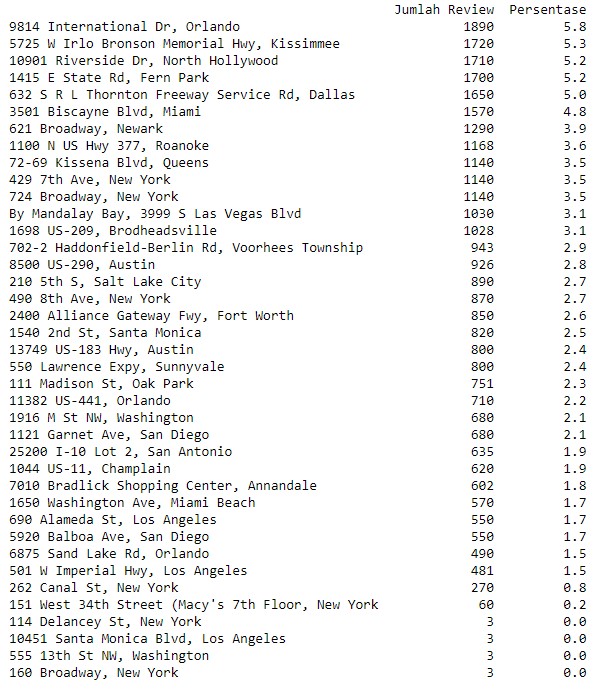 Jumlah Review Persentase
9814 International Dr, Orlando 1890 5.8
5725 W Irlo Bronson Memorial Hwy, Kissimmee 1720 5.3
10901 Riverside Dr, North Hollywood 1710 5.2
1415 E State Rd, Fern Park 1700 5.2
632 S R L Thornton Freeway Service Rd, Dallas 1650 5.0
3501 Biscayne Blvd, Miami 1570 4.8
621 Broadway, Newark 1290 3.9
1100 N US Hwy 377, Roanoke 1168 3.6
72-69 Kissena Blvd, Queens 1140 3.5
429 7th Ave, New York 1140 3.5
724 Broadway, New York 1140 3.5
By Mandalay Bay, 3999 S Las Vegas Blvd 1030 3.1
1698 US-209, Brodheadsville 1028 3.1
702-2 Haddonfield-Berlin Rd, Voorhees Township 943 2.9
8500 US-290, Austin 926 2.8
210 5th S, Salt Lake City 890 2.7
490 8th Ave, New York 870 2.7
2400 Alliance Gateway Fwy, Fort Worth 850 2.6
1540 2nd St, Santa Monica 820 2.5
13749 US-183 Hwy, Austin 800 2.4
550 Lawrence Expy, Sunnyvale 800 2.4
111 Madison St, Oak Park 751 2.3
11382 US-441, Orlando 710 2.2
1916 M St NW, Washington 680 2.1
1121 Garnet Ave, San Diego 680 2.1
25200 I-10 Lot 2, San Antonio 635 1.9
1044 US-11, Champlain 620 1.9
7010 Bradlick Shopping Center, Annandale 602 1.8
1650 Washington Ave, Miami Beach 570 1.7
690 Alameda St, Los Angeles 550 1.7
5920 Balboa Ave, San Diego 550 1.7
6875 Sand Lake Rd, Orlando 490 1.5
501 W Imperial Hwy, Los Angeles 481 1.5
262 Canal St, New York 270 0.8
151 West 34th Street (Macy's 7th Floor, New York 60 0.2
114 Delancey St, New York 3 0.0
10451 Santa Monica Blvd, Los Angeles 3 0.0
555 13th St NW, Washington 3 0.0
160 Broadway, New York 3 0.0